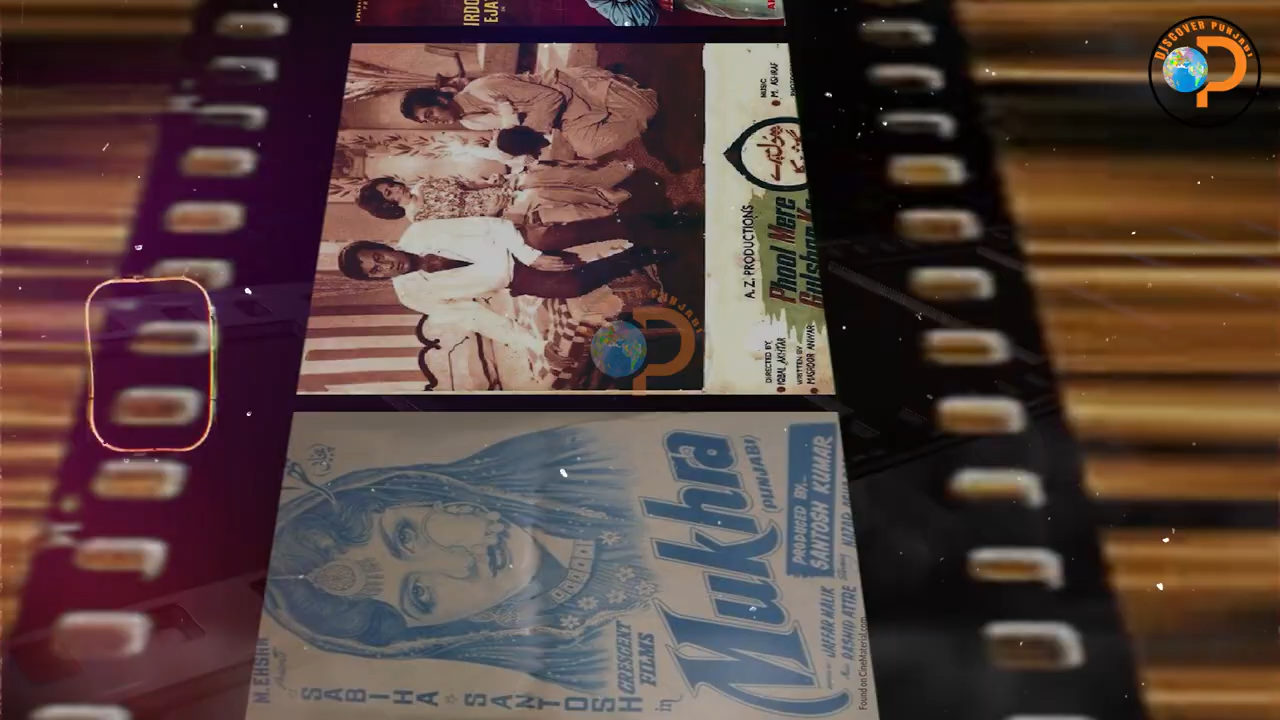 DISCOVER PUNJABI
P
IRDO
EJA
MUSIC
M. ASHRAF
A. Z. PRODUCTIONS
Phool Mere
Gulshan Ka
DIRECTED BY
IQBAL AKHTAR
WRITTEN BY
MASROOR ANWAR
PUNJABI
P
Mukhra
(PUNJABI)
PRODUCED BY...
SANTOSH KUMAR
JAFFAR MALIK
RASHID ATTRE
M. EHSAN
Presents
SABIHA ☆ SANTOSH
CRESCENT
FILMS
in
Found on CineMaterial.com